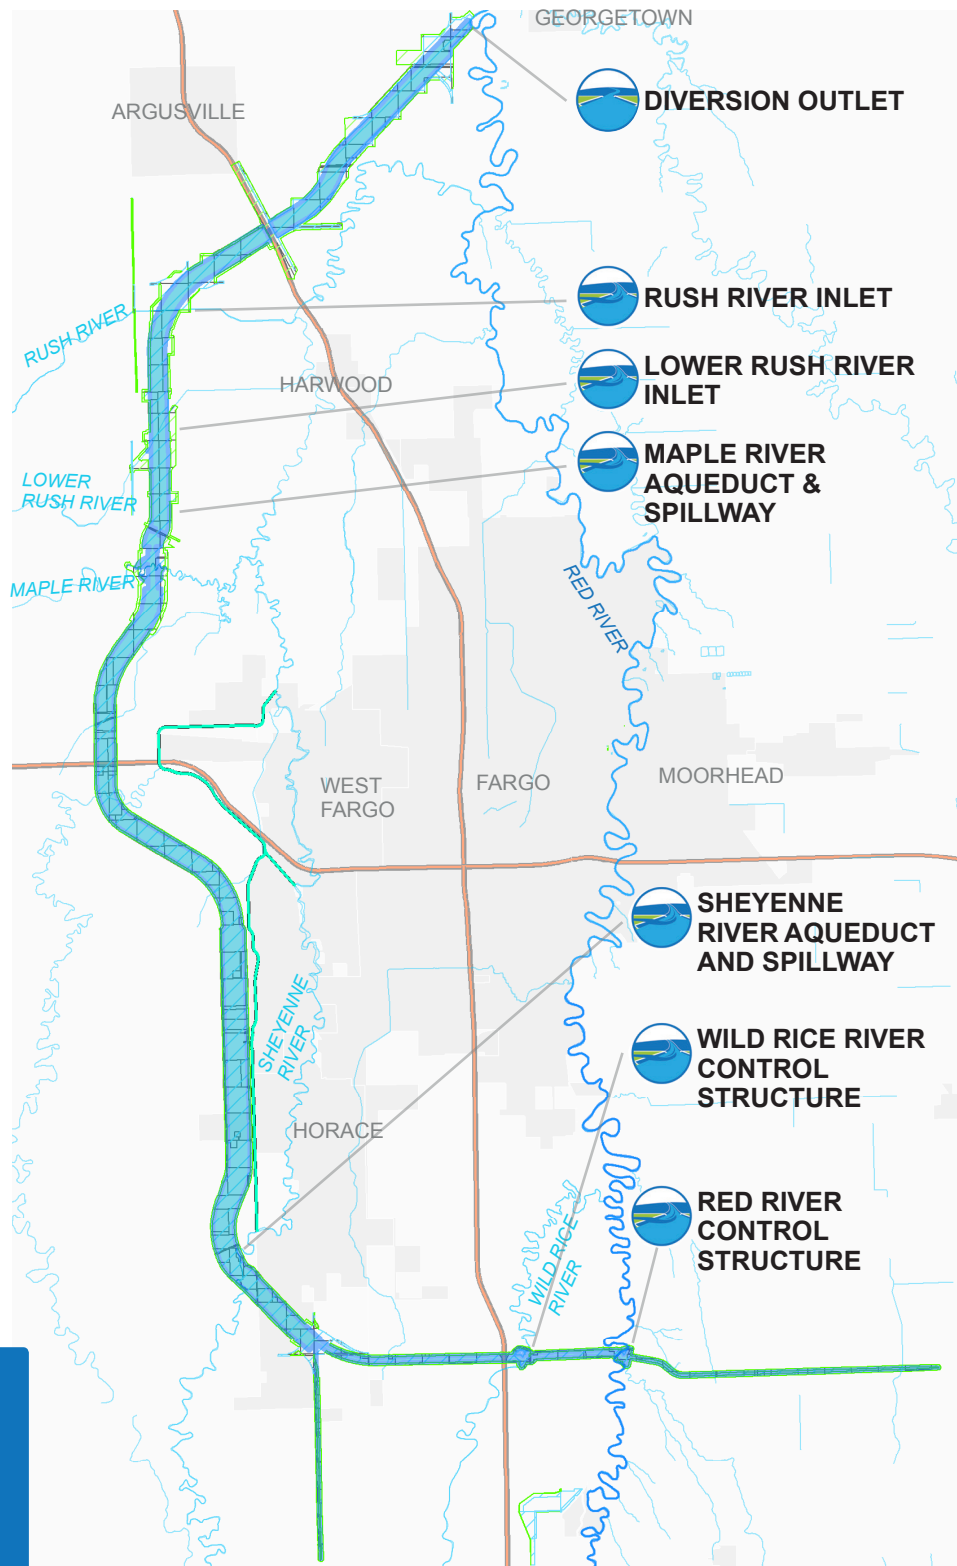 GEORGETOWN
DIVERSION OUTLET
ARGUSVILLE
RUSH RIVER INLET
RUSH RIVER
LOWER RUSH RIVER
INLET
HARWOOD
MAPLE RIVER
AQUEDUCT &
SPILLWAY
LOWER
RUSH RIVER
MAPLE RIVER
RED RIVER
WEST
FARGO
FARGO
MOORHEAD
SHEYENNE
RIVER AQUEDUCT
AND SPILLWAY
SHEYENNE
RIVER
WILD RICE RIVER
CONTROL
STRUCTURE
HORACE
RED RIVER
CONTROL
STRUCTURE
WILD RICE
RIVER